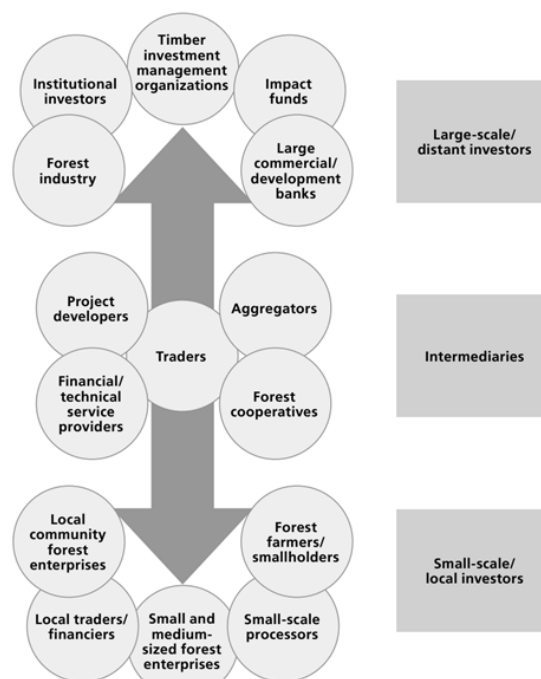 Timber
investment
management
organizations
Institutional
investors
Impact
funds
Forest
industry
Large
commercial/
development
banks
Large-scale/
distant investors
Project
developers
Aggregators
Traders
Intermediaries
Financial/
technical
service
providers
Forest
cooperatives
Local
community
forest
enterprises
Forest
farmers/
smallholders
Small-scale/
local investors
Local traders/
financiers
Small and
medium-
sized forest
enterprises
Small-scale
processors